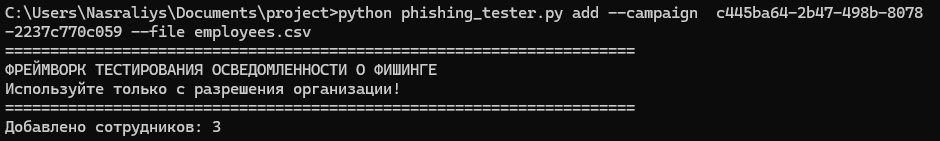 C:\Users\Nasraliys\Documents\project>python phishing_tester.py add --campaign  c445ba64-2b47-498b-8078
-2237c770c059 --file employees.csv
======================================================================
ФРЕЙМВОРК ТЕСТИРОВАНИЯ ОСВЕДОМЛЕННОСТИ О ФИШИНГЕ
Используйте только с разрешения организации!
======================================================================
Добавлено сотрудников: 3